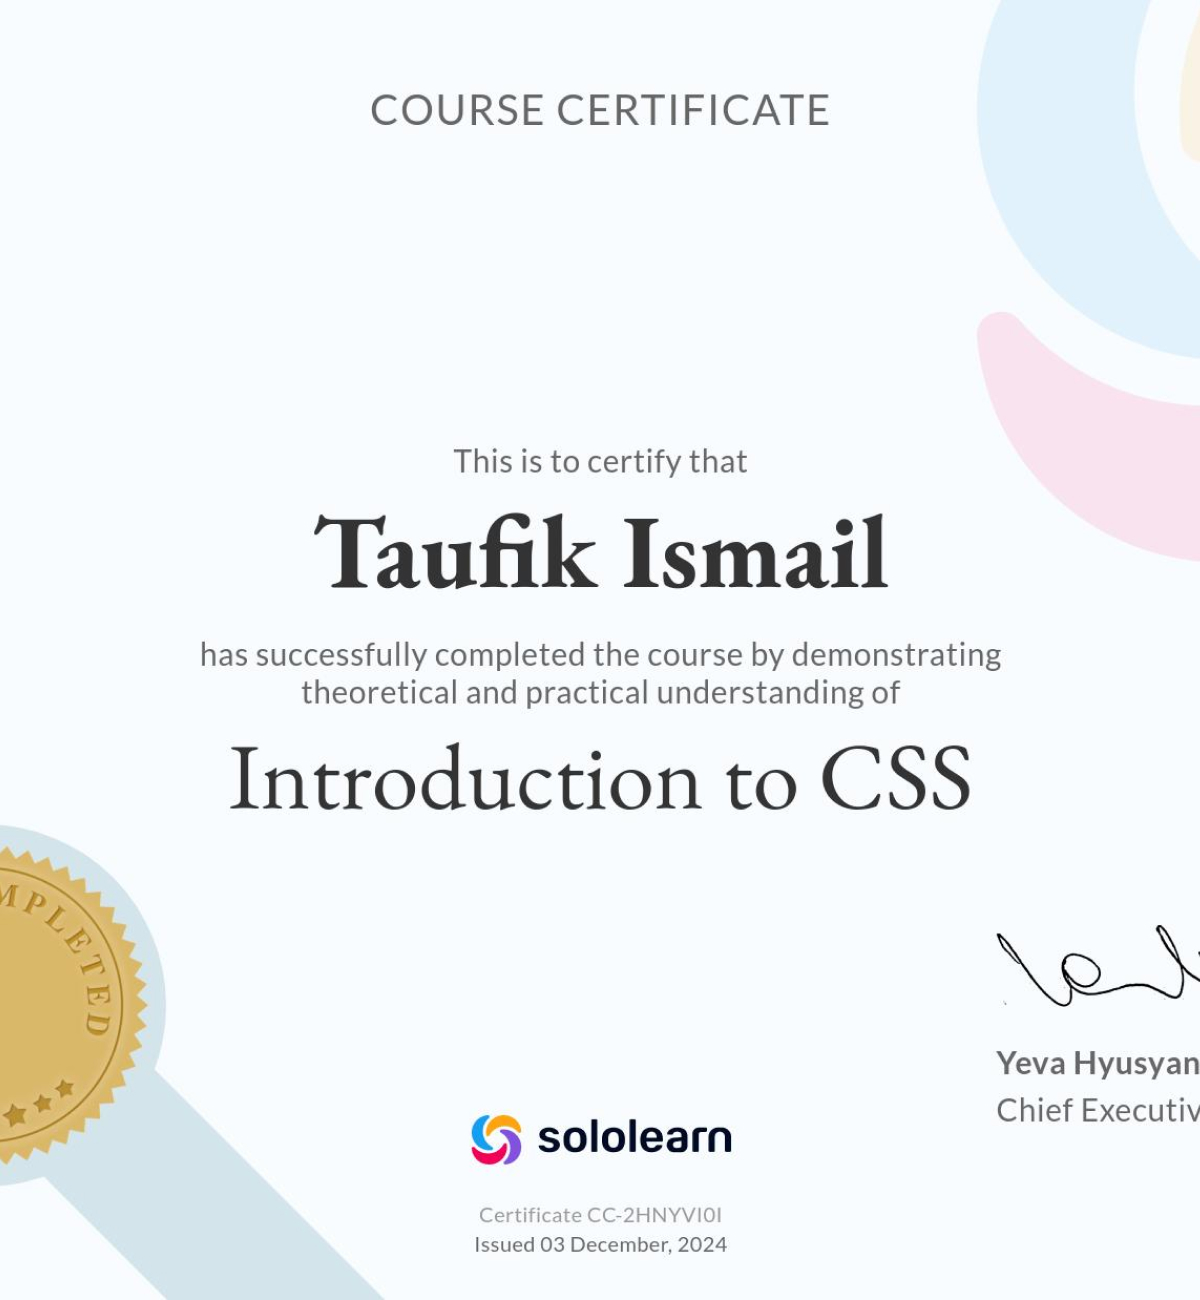 COURSE CERTIFICATE
This is to certify that
Taufik Ismail
has successfully completed the course by demonstrating
theoretical and practical understanding of
Introduction to CSS
MPLETED
Yeva Hyusyan
Chief Executiv
sololearn
Certificate CC-2HNYVI0I
Issued 03 December, 2024